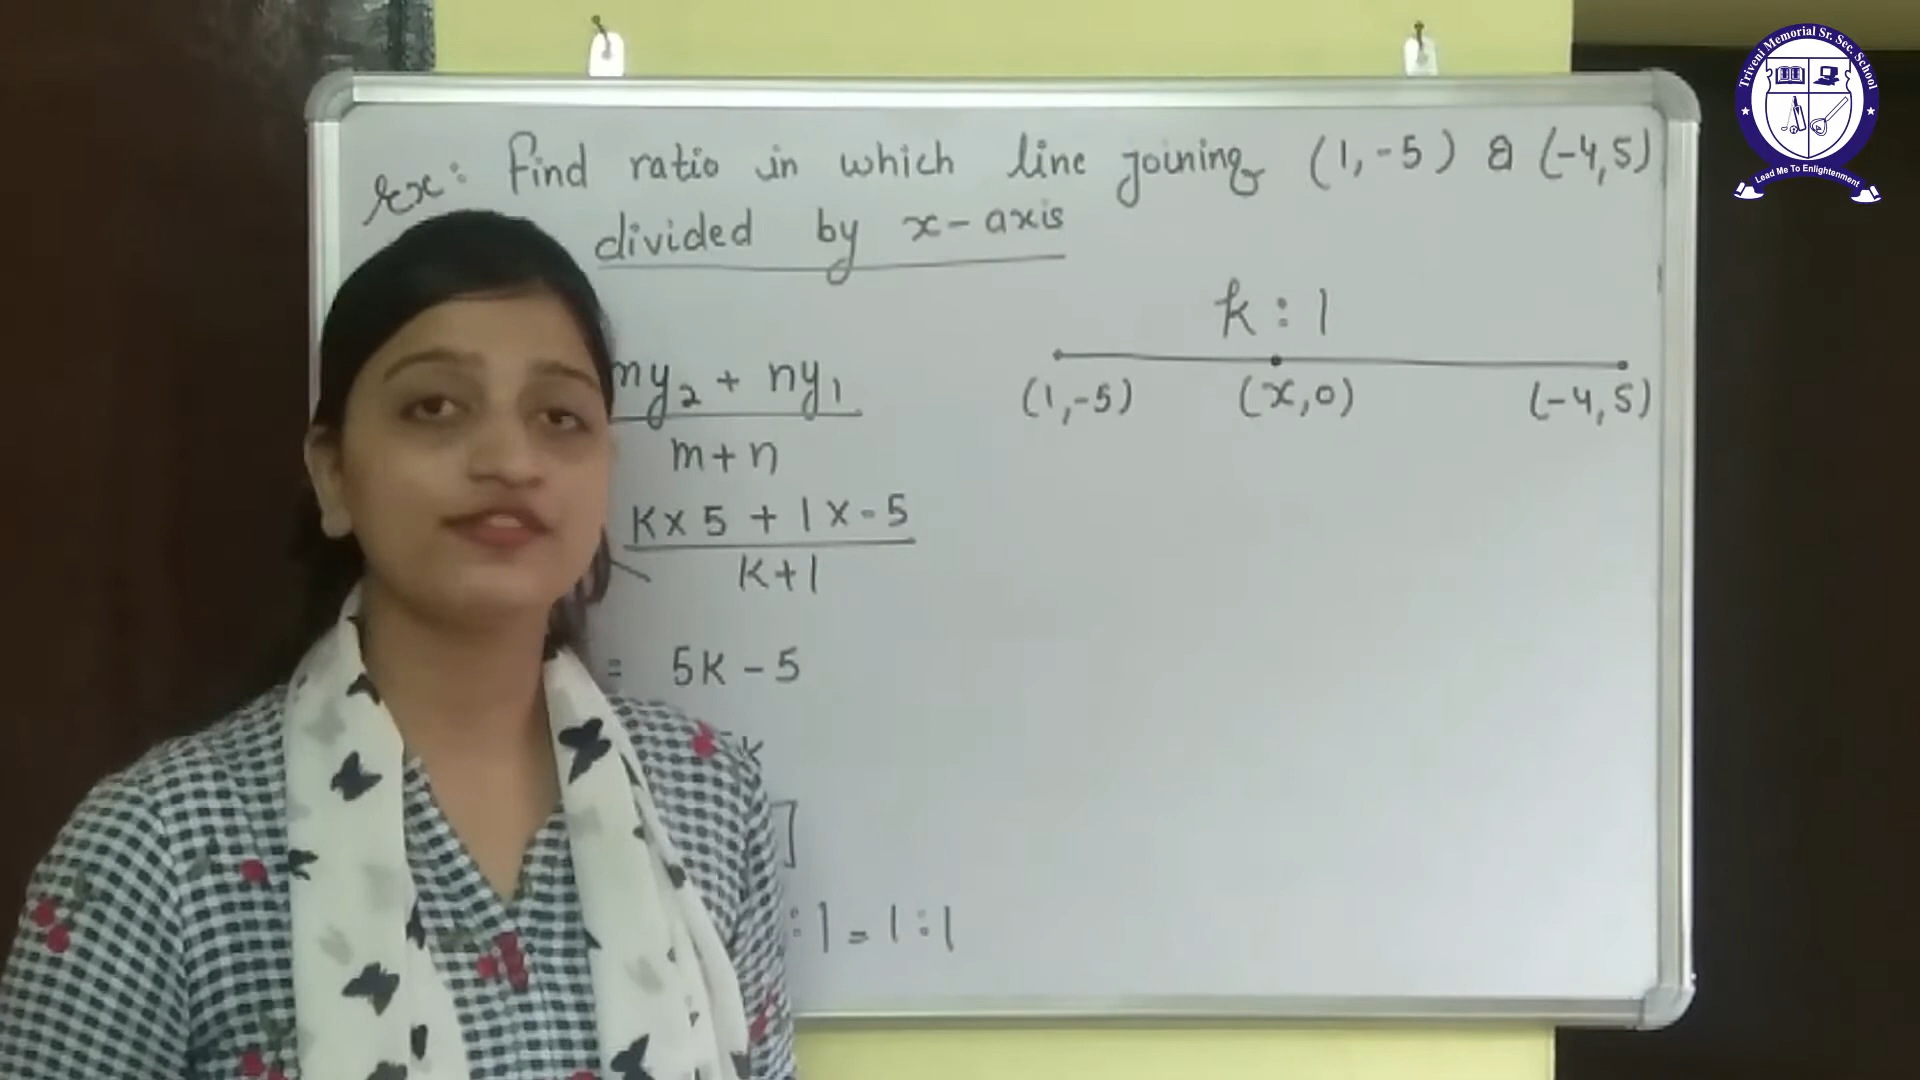 Ex: Find ratio in which line joining (1,-5) & (-4,5)
divided by x-axis
k : 1
(1,-5) (x,0) (-4,5)
my₂ + ny₁
m+n
K x 5 + 1 x -5
K+1
= 5K - 5
]
: 1 = 1 : 1
Triveni Memorial Sr. Sec. School
Lead Me To Enlightenment